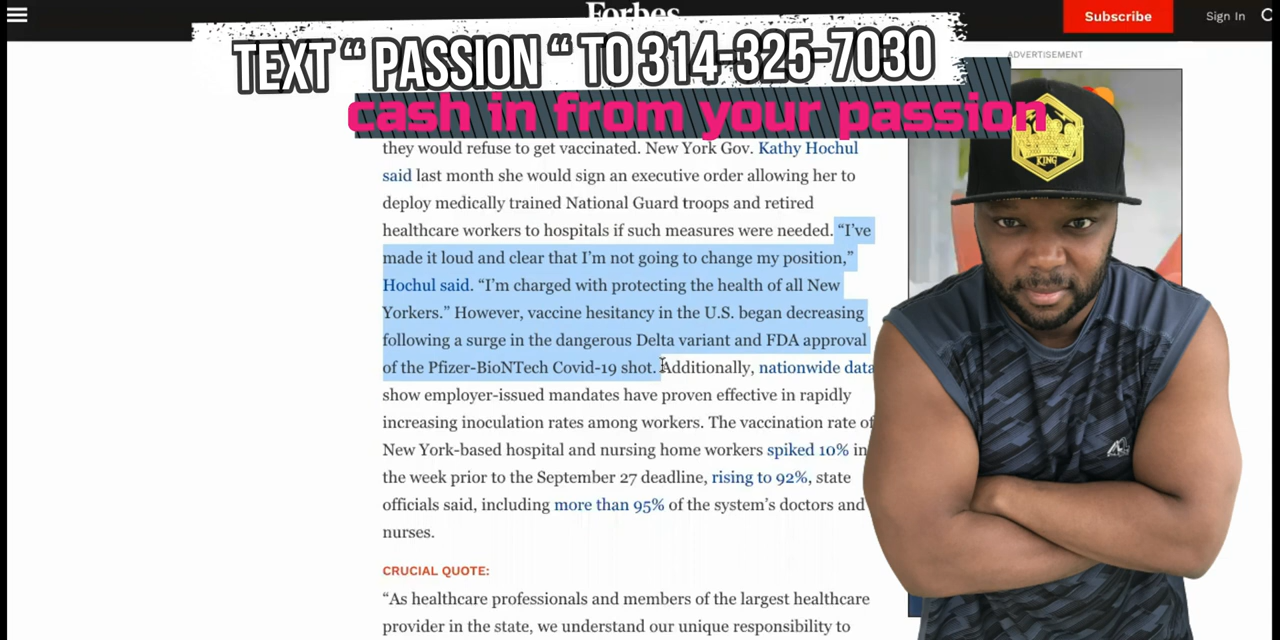 Forbes
Subscribe
Sign In
TEXT “ PASSION “ TO 314-325-7030
cash in from your passion
ADVERTISEMENT
they would refuse to get vaccinated. New York Gov. Kathy Hochul
said last month she would sign an executive order allowing her to
deploy medically trained National Guard troops and retired
healthcare workers to hospitals if such measures were needed. “I’ve
made it loud and clear that I’m not going to change my position,”
Hochul said. “I’m charged with protecting the health of all New
Yorkers.” However, vaccine hesitancy in the U.S. began decreasing
following a surge in the dangerous Delta variant and FDA approval
of the Pfizer-BioNTech Covid-19 shot. Additionally, nationwide data
show employer-issued mandates have proven effective in rapidly
increasing inoculation rates among workers. The vaccination rate of
New York-based hospital and nursing home workers spiked 10% in
the week prior to the September 27 deadline, rising to 92%, state
officials said, including more than 95% of the system’s doctors and
nurses.
CRUCIAL QUOTE:
“As healthcare professionals and members of the largest healthcare
provider in the state, we understand our unique responsibility to
KING